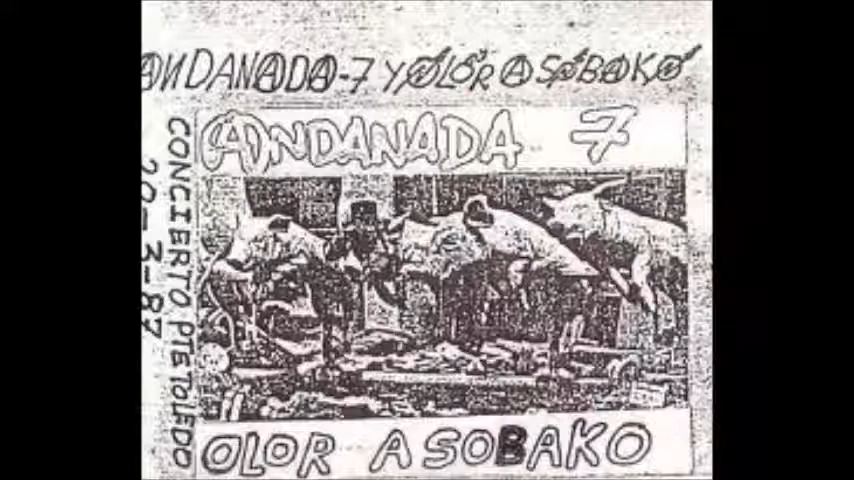 ANDANADA-7 Y OLOR A SOBAKO
ANDANADA 7
CONCIERTO PTE TOLEDO
20-3-87
OLOR A SOBAKO